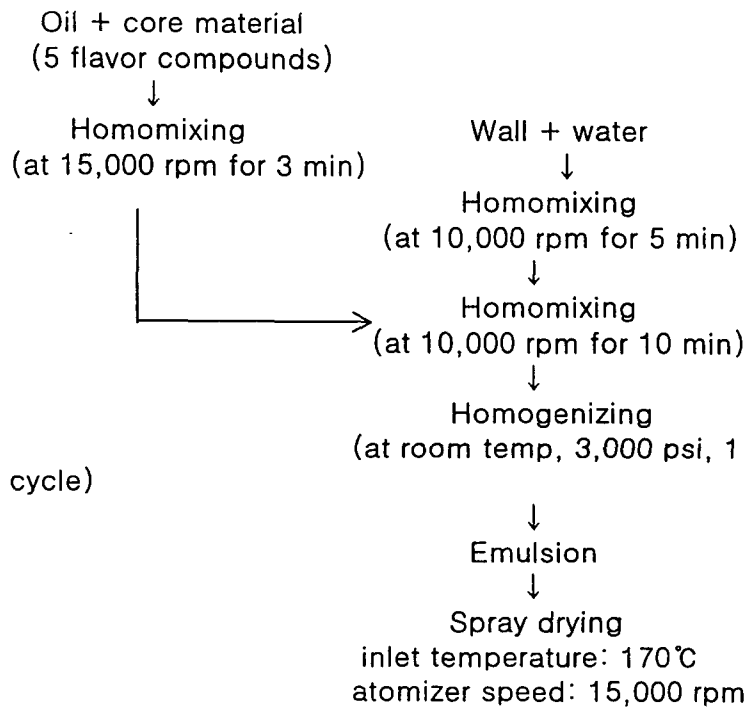 Oil + core material
(5 flavor compounds)
↓
Homomixing
(at 15,000 rpm for 3 min)
Wall + water
↓
Homomixing
(at 10,000 rpm for 5 min)
↓
Homomixing
(at 10,000 rpm for 10 min)
↓
Homogenizing
(at room temp, 3,000 psi, 1
cycle)
↓
Emulsion
↓
Spray drying
inlet temperature: 170℃
atomizer speed: 15,000 rpm